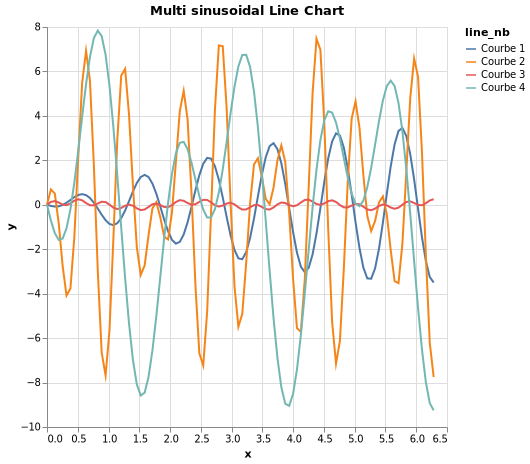 Multi sinusoidal Line Chart
line_nb
Courbe 1
Courbe 2
Courbe 3
Courbe 4
8
6
4
2
0
−2
−4
−6
−8
−10
y
0.0 0.5 1.0 1.5 2.0 2.5 3.0 3.5 4.0 4.5 5.0 5.5 6.0 6.5
x